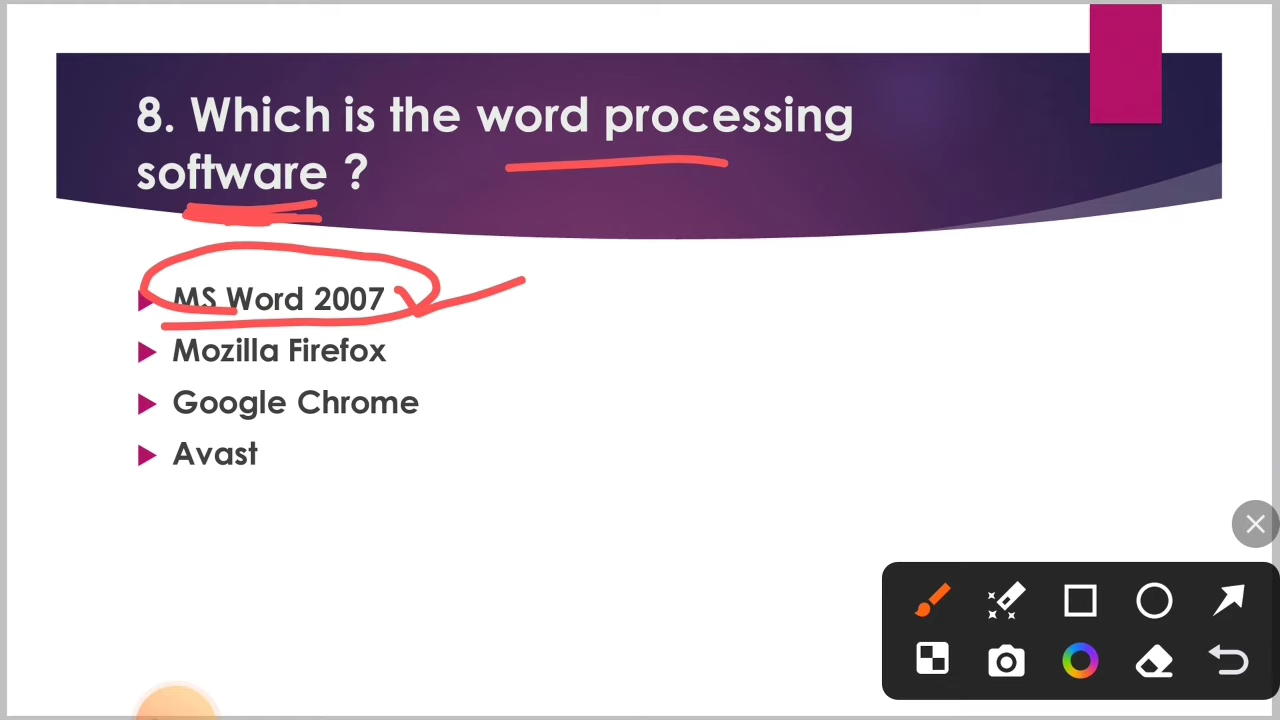 8. Which is the word processing
software ?
MS Word 2007
Mozilla Firefox
Google Chrome
Avast